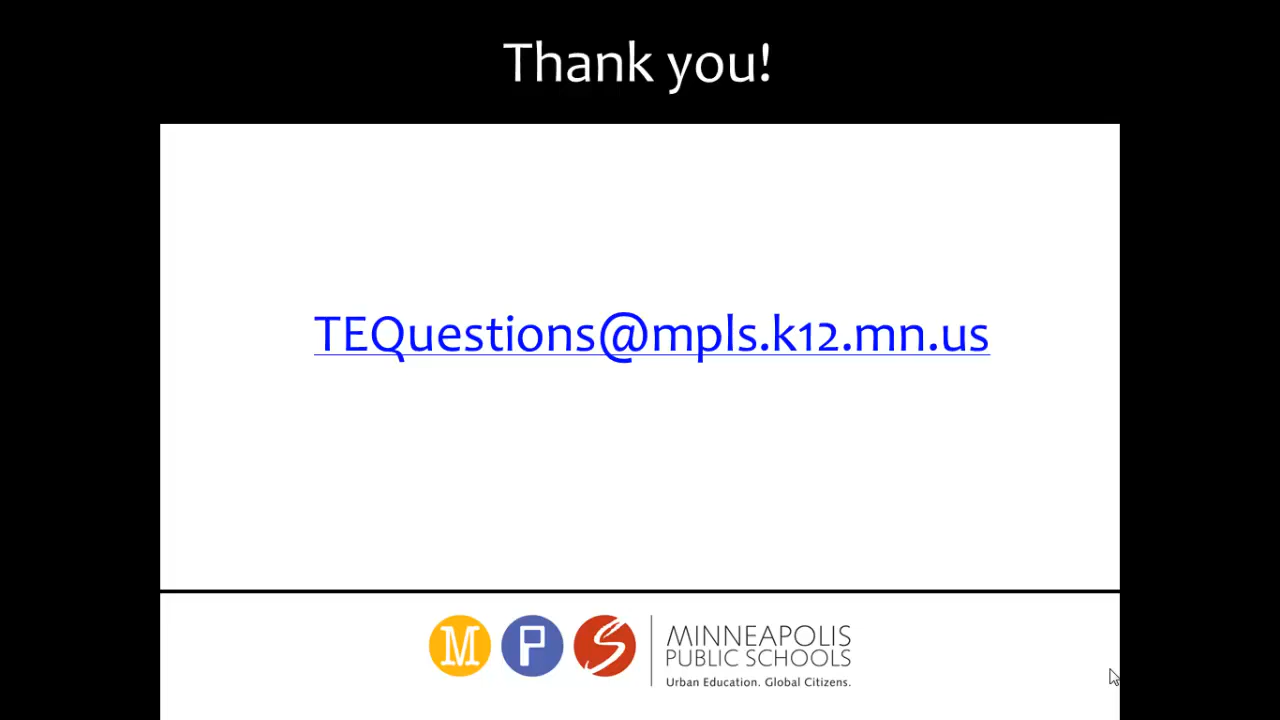 Thank you!
TEQuestions@mpls.k12.mn.us
M P S
MINNEAPOLIS
PUBLIC SCHOOLS
Urban Education. Global Citizens.